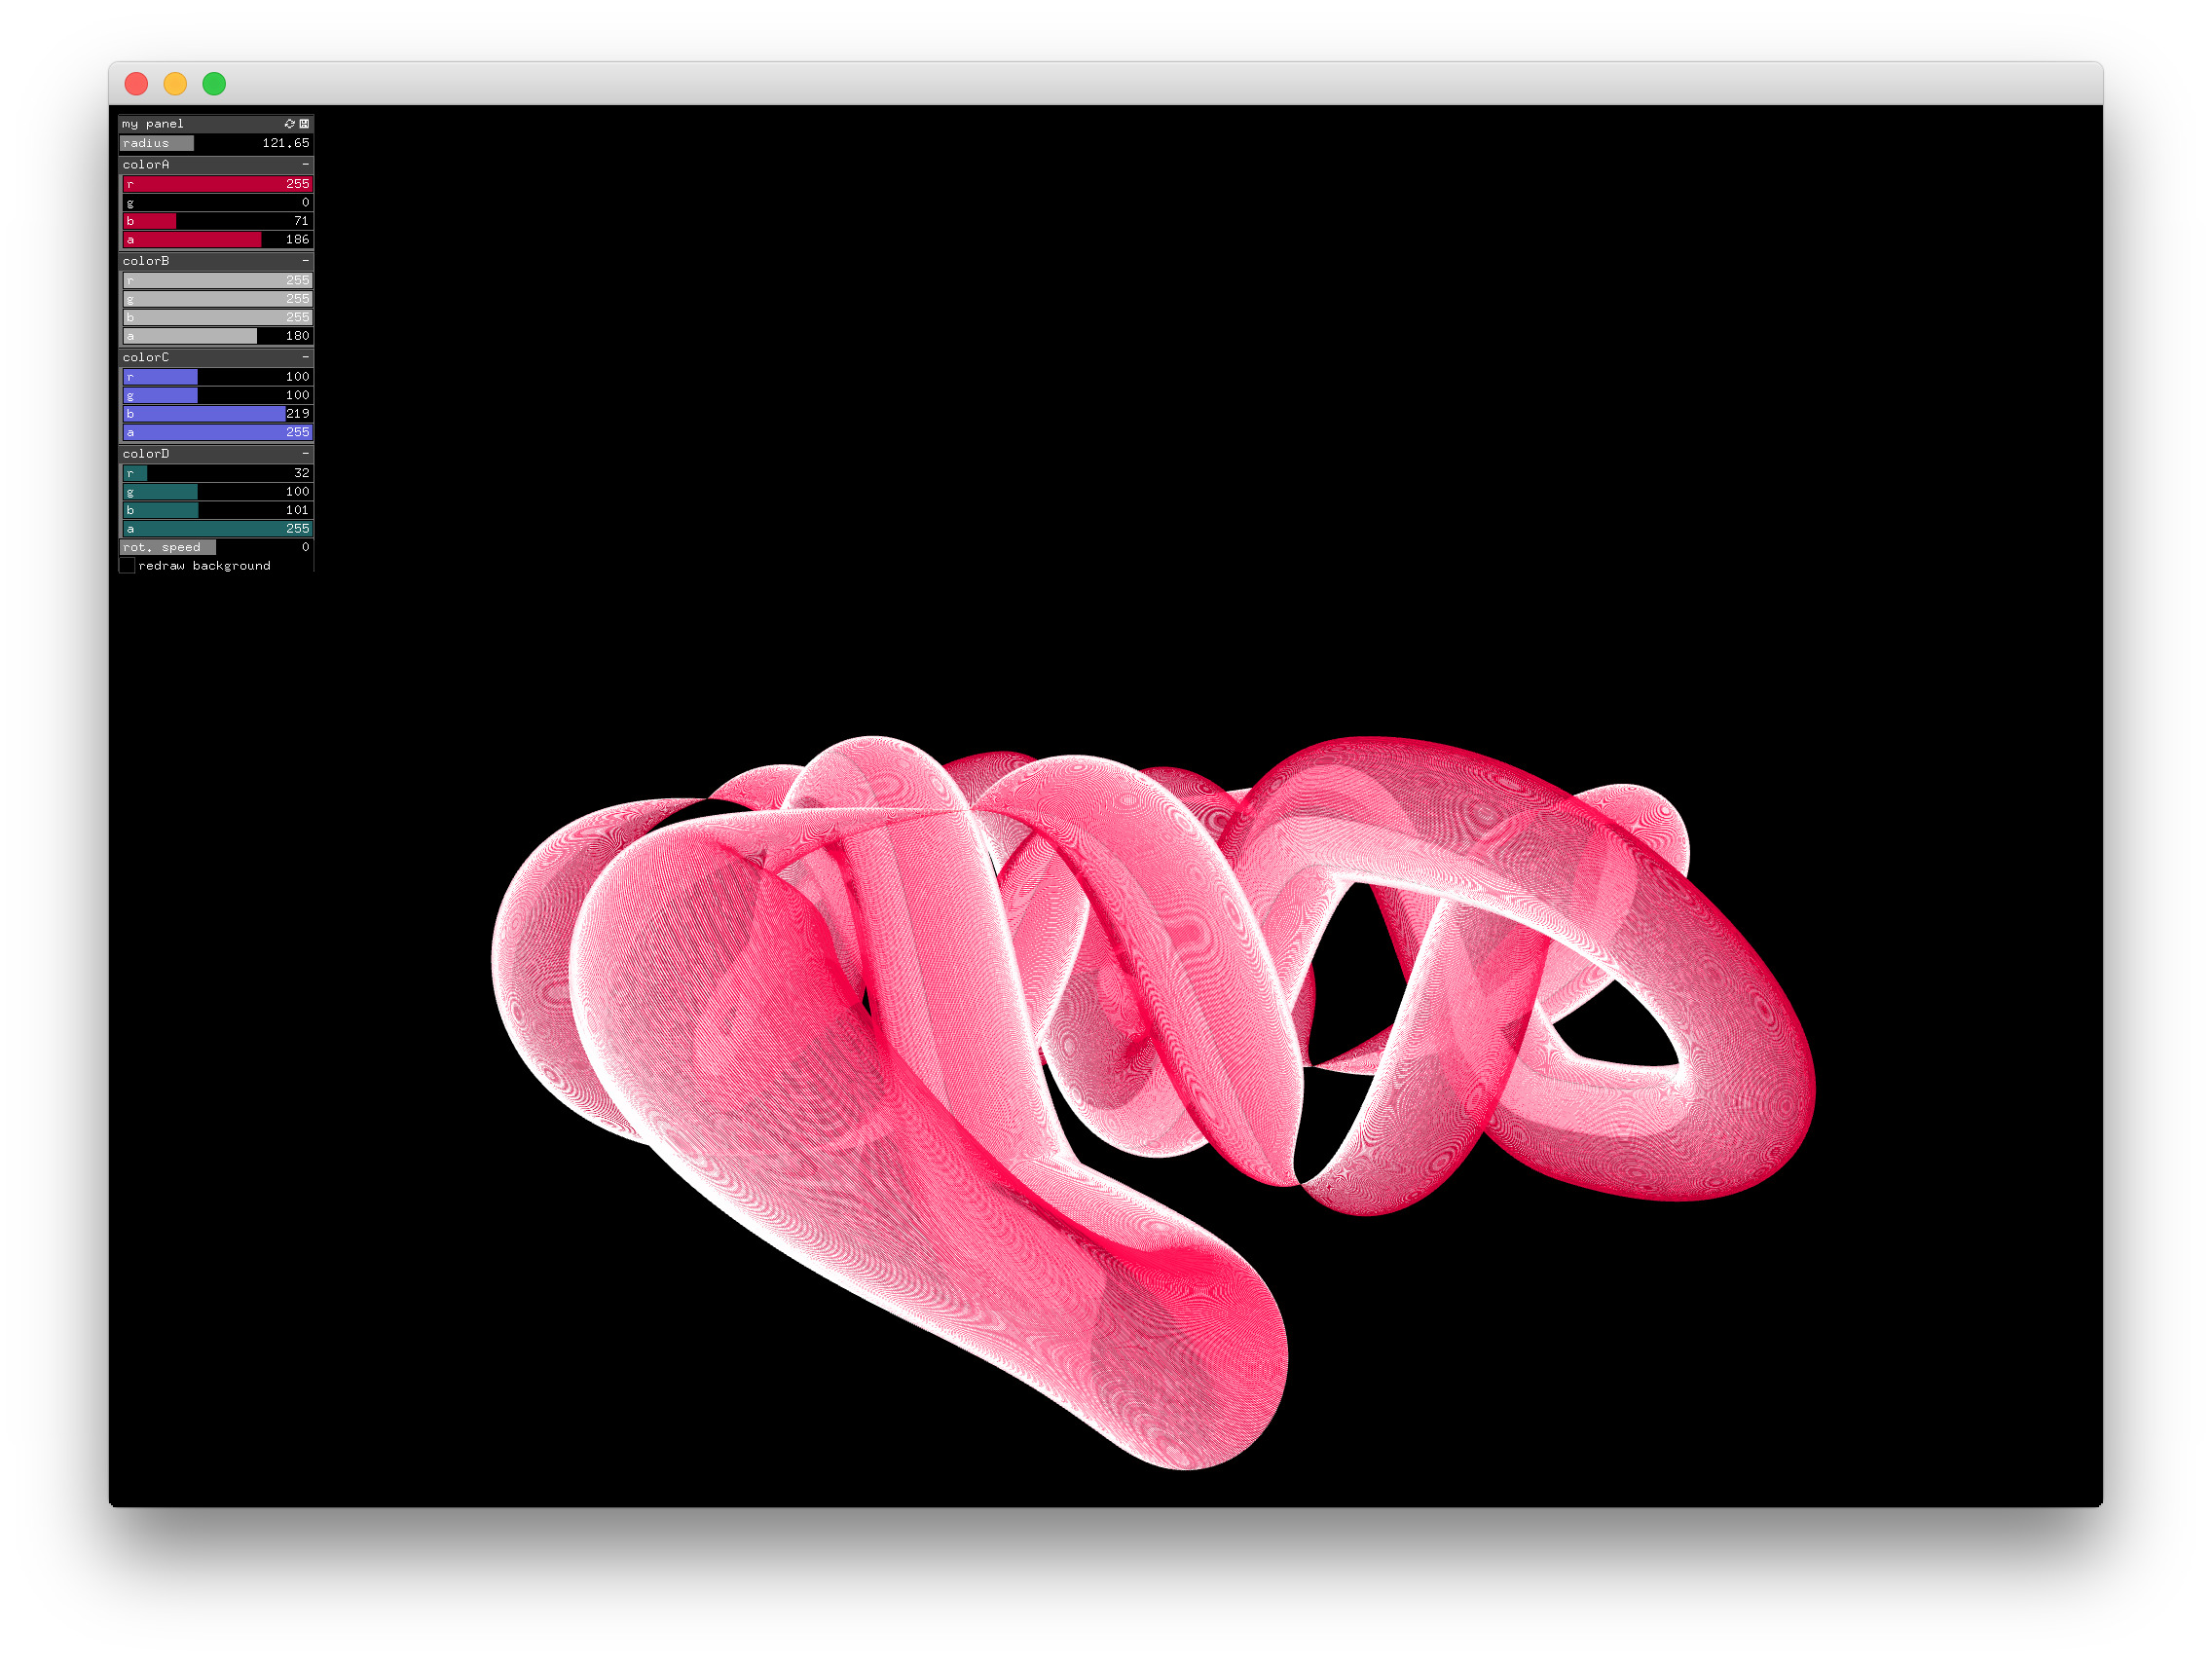 my panel
radius 121.65
colorA -
r 255
g 0
b 71
a 186
colorB -
r 255
g 255
b 255
a 180
colorC -
r 100
g 100
b 219
a 255
colorD -
r 32
g 100
b 101
a 255
rot. speed 0
redraw background